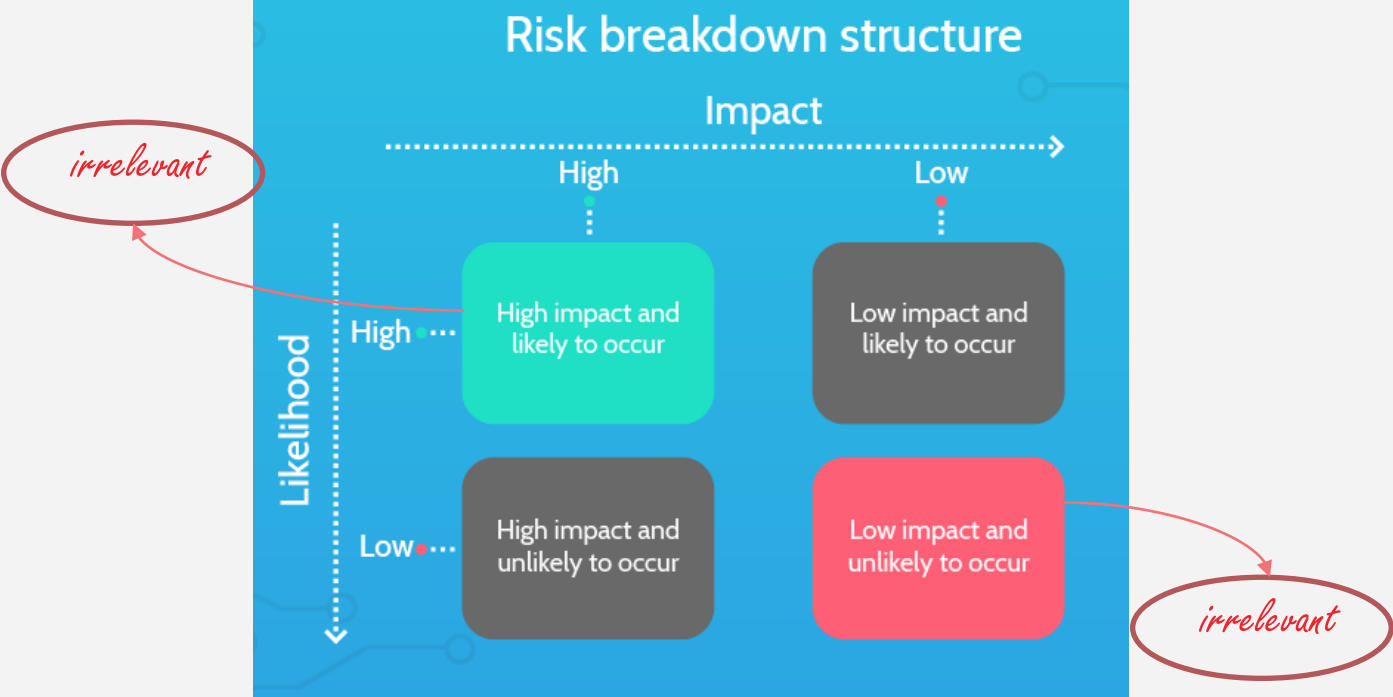 Risk breakdown structure
Impact
irrelevant
High
Low
High impact and
likely to occur
Low impact and
likely to occur
High
Likelihood
High impact and
unlikely to occur
Low impact and
unlikely to occur
Low
irrelevant